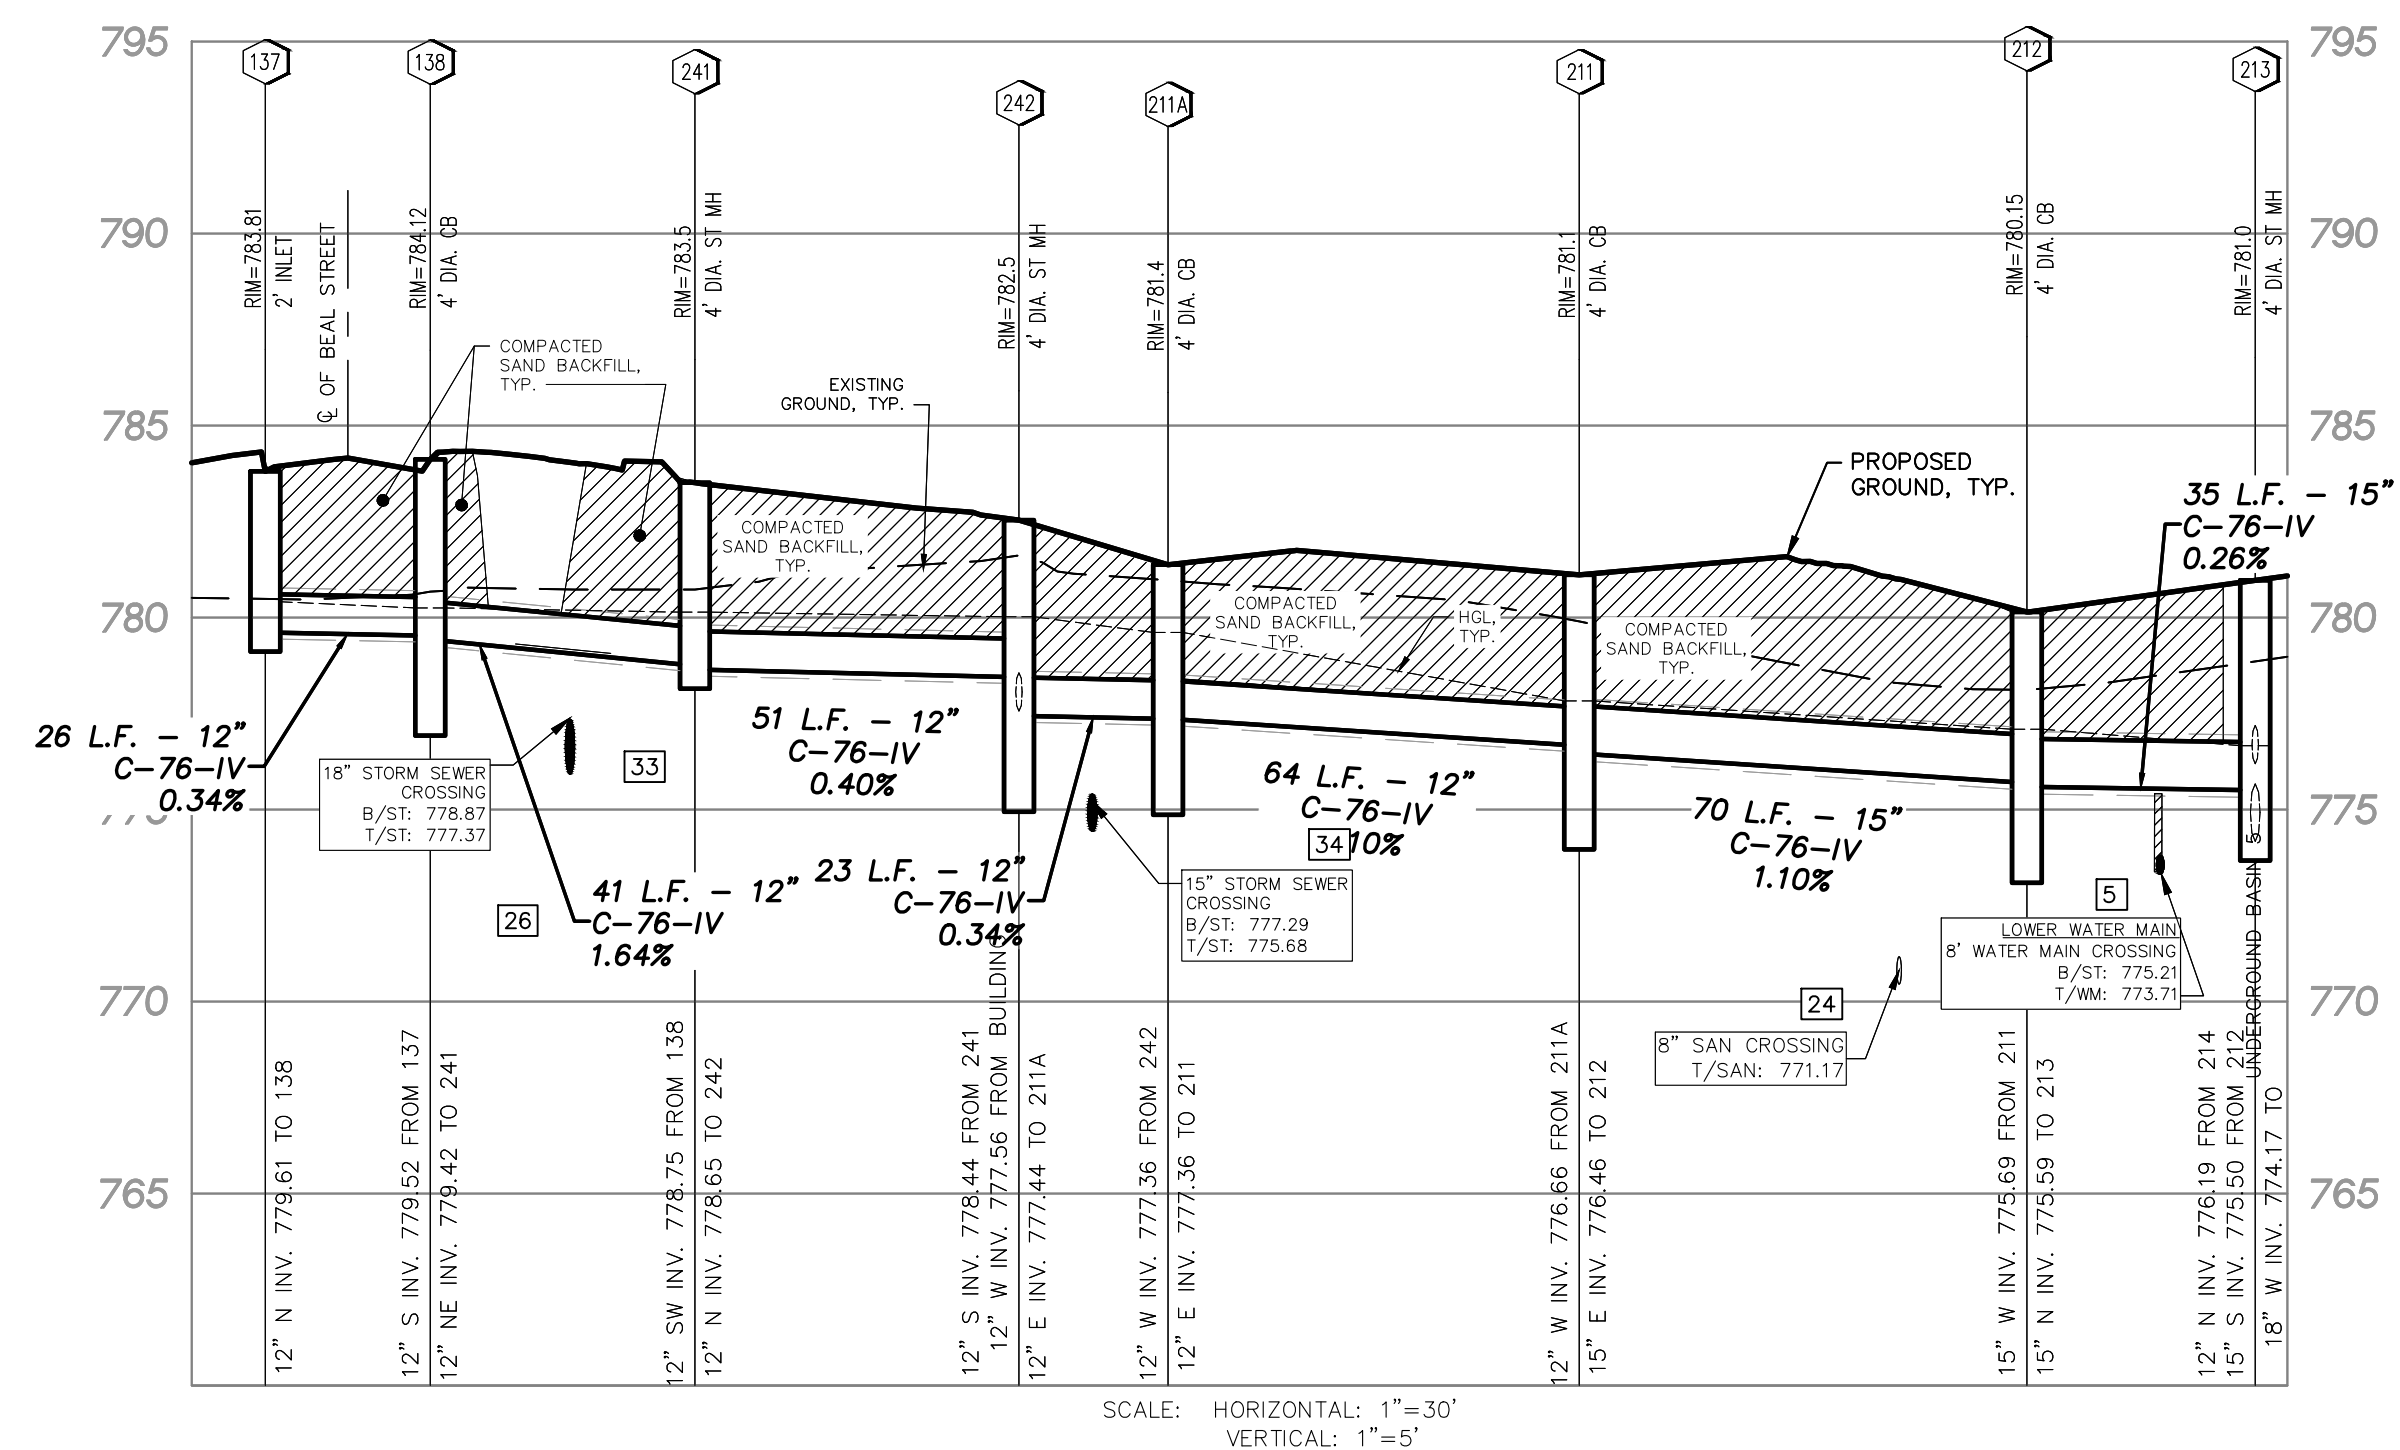 795
795
137
138
241
242
211A
211
212
213
RIM=783.81
2' INLET
℄ OF BEAL STREET
RIM=784.12
4' DIA. CB
RIM=783.5
4' DIA. ST MH
RIM=782.5
4' DIA. ST MH
RIM=781.4
4' DIA. CB
RIM=781.1
4' DIA. CB
RIM=780.15
4' DIA. CB
RIM=781.0
4' DIA. ST MH
790
790
COMPACTED
SAND BACKFILL,
TYP.
EXISTING
GROUND, TYP.
785
785
PROPOSED
GROUND, TYP.
35 L.F. – 15"
C–76–IV
0.26%
COMPACTED
SAND BACKFILL,
TYP.
COMPACTED
SAND BACKFILL,
TYP.
HGL,
TYP.
COMPACTED
SAND BACKFILL,
TYP.
780
780
26 L.F. – 12"
C–76–IV
0.34%
18" STORM SEWER
CROSSING
B/ST: 778.87
T/ST: 777.37
33
51 L.F. – 12"
C–76–IV
0.40%
64 L.F. – 12"
C–76–IV
10%
34
70 L.F. – 15"
C–76–IV
1.10%
775
41 L.F. – 12"
C–76–IV
1.64%
26
23 L.F. – 12"
C–76–IV
0.34%
15" STORM SEWER
CROSSING
B/ST: 777.29
T/ST: 775.68
5
LOWER WATER MAIN
8' WATER MAIN CROSSING
B/ST: 775.21
T/WM: 773.71
24
8" SAN CROSSING
T/SAN: 771.17
770
770
765
765
12" N INV. 779.61 TO 138
12" S INV. 779.52 FROM 137
12" NE INV. 779.42 TO 241
12" SW INV. 778.75 FROM 138
12" N INV. 778.65 TO 242
12" S INV. 778.44 FROM 241
12" W INV. 777.56 FROM BUILDING
12" E INV. 777.44 TO 211A
12" W INV. 777.36 FROM 242
12" E INV. 777.36 TO 211
12" W INV. 776.66 FROM 211A
15" E INV. 776.46 TO 212
15" W INV. 775.69 FROM 211
15" N INV. 775.59 TO 213
12" N INV. 776.19 FROM 214
15" S INV. 775.50 FROM 212
18" W INV. 774.17 TO
UNDERGROUND BASIN 5
SCALE: HORIZONTAL: 1"=30'
VERTICAL: 1"=5'